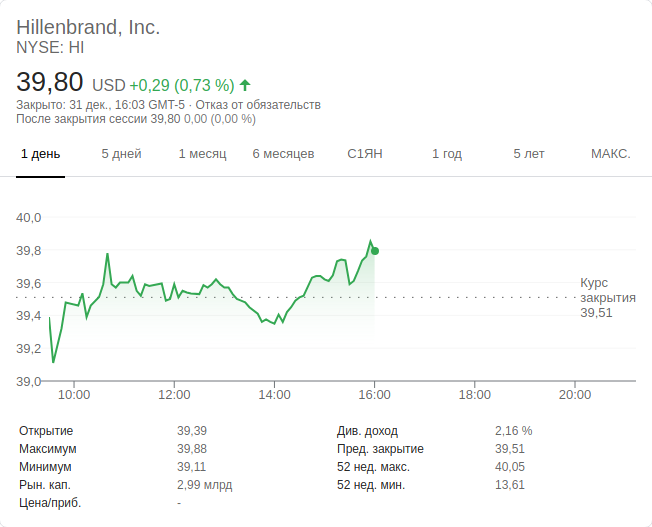 Hillenbrand, Inc.
NYSE: HI
39,80 USD +0,29 (0,73 %)
Закрыто: 31 дек., 16:03 GMT-5 · Отказ от обязательств
После закрытия сессии 39,80 0,00 (0,00 %)
1 день 5 дней 1 месяц 6 месяцев С1ЯН 1 год 5 лет МАКС.
40,0
39,8
39,6
39,4
39,2
39,0
Курс
закрытия
39,51
10:00 12:00 14:00 16:00 18:00 20:00
Открытие 39,39 Див. доход 2,16 %
Максимум 39,88 Пред. закрытие 39,51
Минимум 39,11 52 нед. макс. 40,05
Рын. кап. 2,99 млрд 52 нед. мин. 13,61
Цена/приб. -